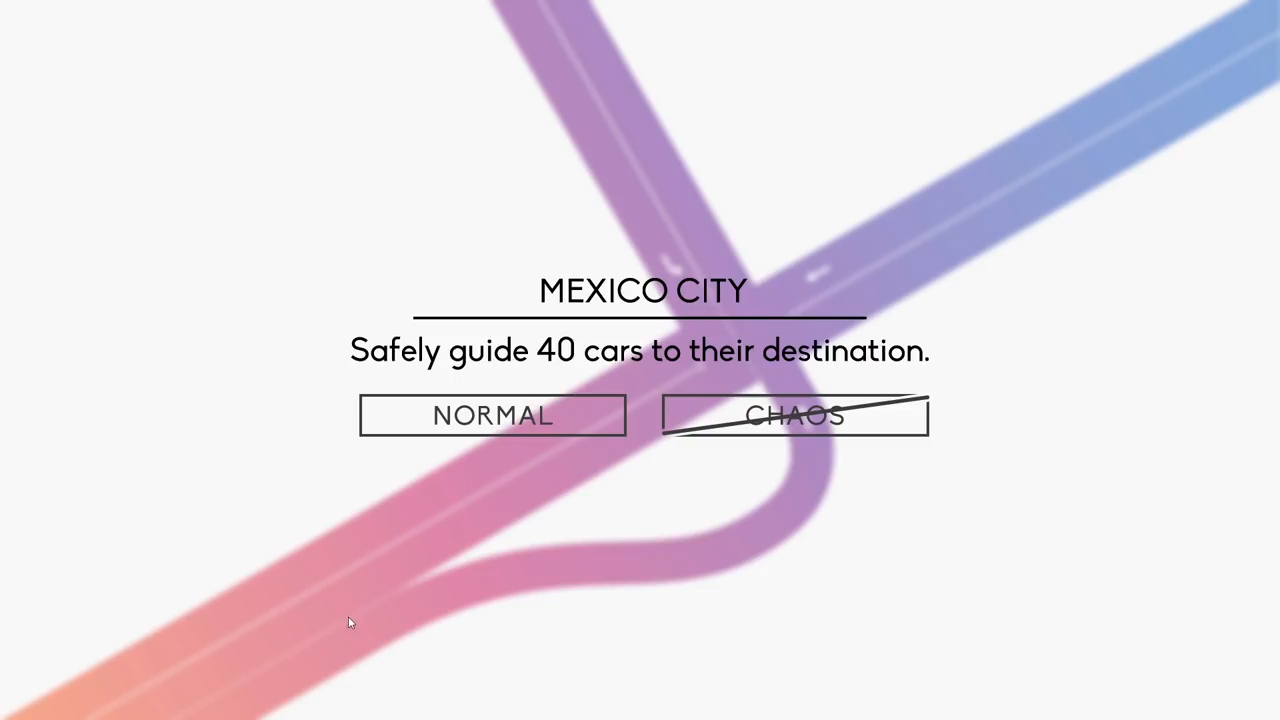 MEXICO CITY
Safely guide 40 cars to their destination.
NORMAL CHAOS